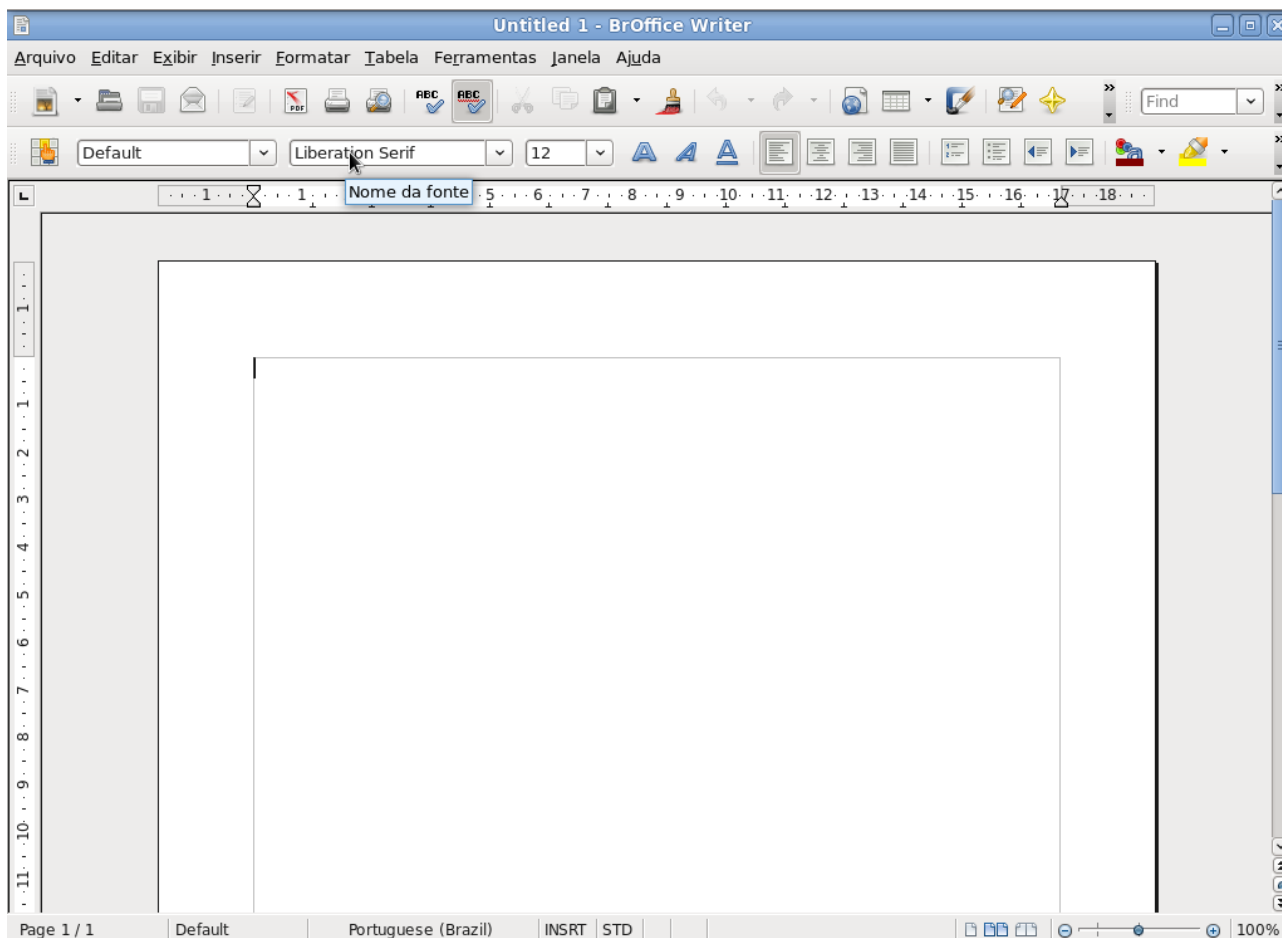 Untitled 1 - BrOffice Writer
Arquivo Editar Exibir Inserir Formatar Tabela Ferramentas Janela Ajuda
PDF ABC ABC Find
Default Liberation Serif 12
Nome da fonte
1 1 5 6 7 8 9 10 11 12 13 14 15 16 17 18
1
1
2
3
4
5
6
7
8
9
10
11
Page 1 / 1 Default Portuguese (Brazil) INSRT STD 100%